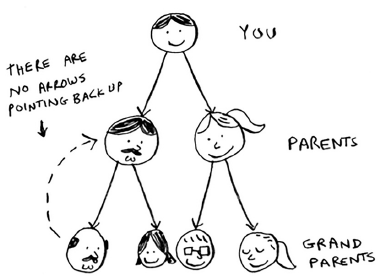 YOU
THERE ARE
NO ARROWS
POINTING BACK UP
PARENTS
GRAND
PARENTS